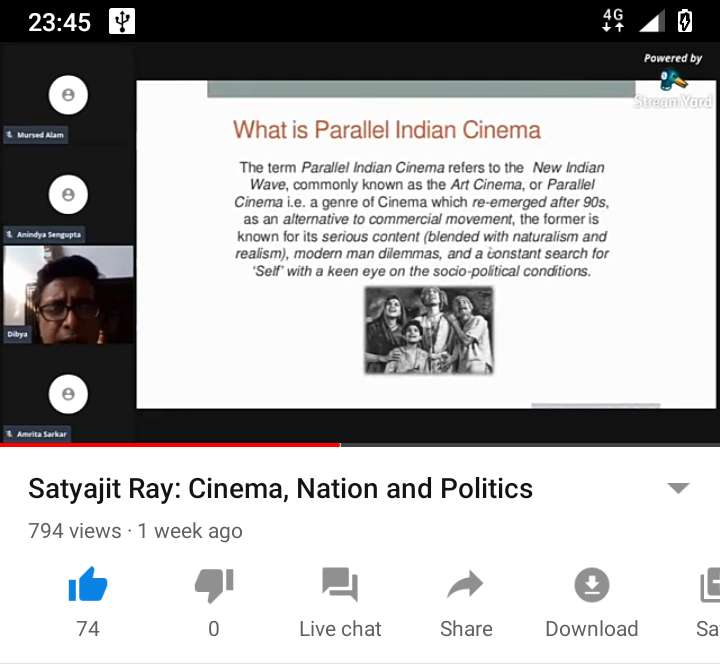 23:45
4G
Powered by
StreamYard
Mursed Alam
Anindya Sengupta
Dibya
Amrita Sarkar
What is Parallel Indian Cinema
The term Parallel Indian Cinema refers to the New Indian
Wave, commonly known as the Art Cinema, or Parallel
Cinema i.e. a genre of Cinema which re-emerged after 90s,
as an alternative to commercial movement, the former is
known for its serious content (blended with naturalism and
realism), modern man dilemmas, and a constant search for
‘Self’ with a keen eye on the socio-political conditions.
Satyajit Ray: Cinema, Nation and Politics
794 views · 1 week ago
74
0
Live chat
Share
Download
Sa